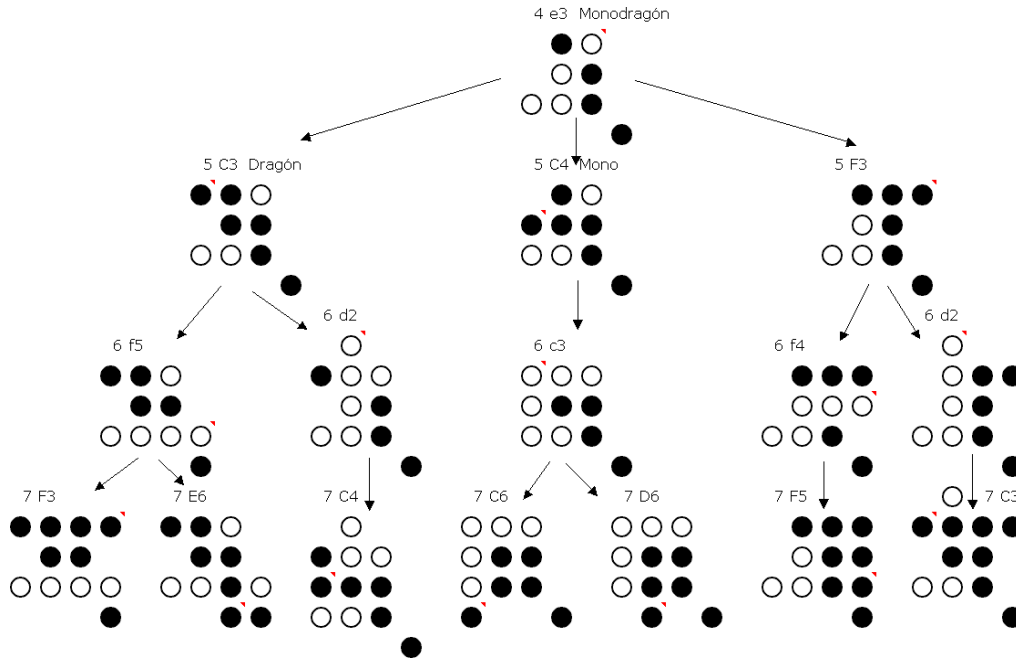 4 e3 Monodragón
5 C3 Dragón
5 C4 Mono
5 F3
6 f5
6 d2
6 c3
6 f4
6 d2
7 F3
7 E6
7 C4
7 C6
7 D6
7 F5
7 C3